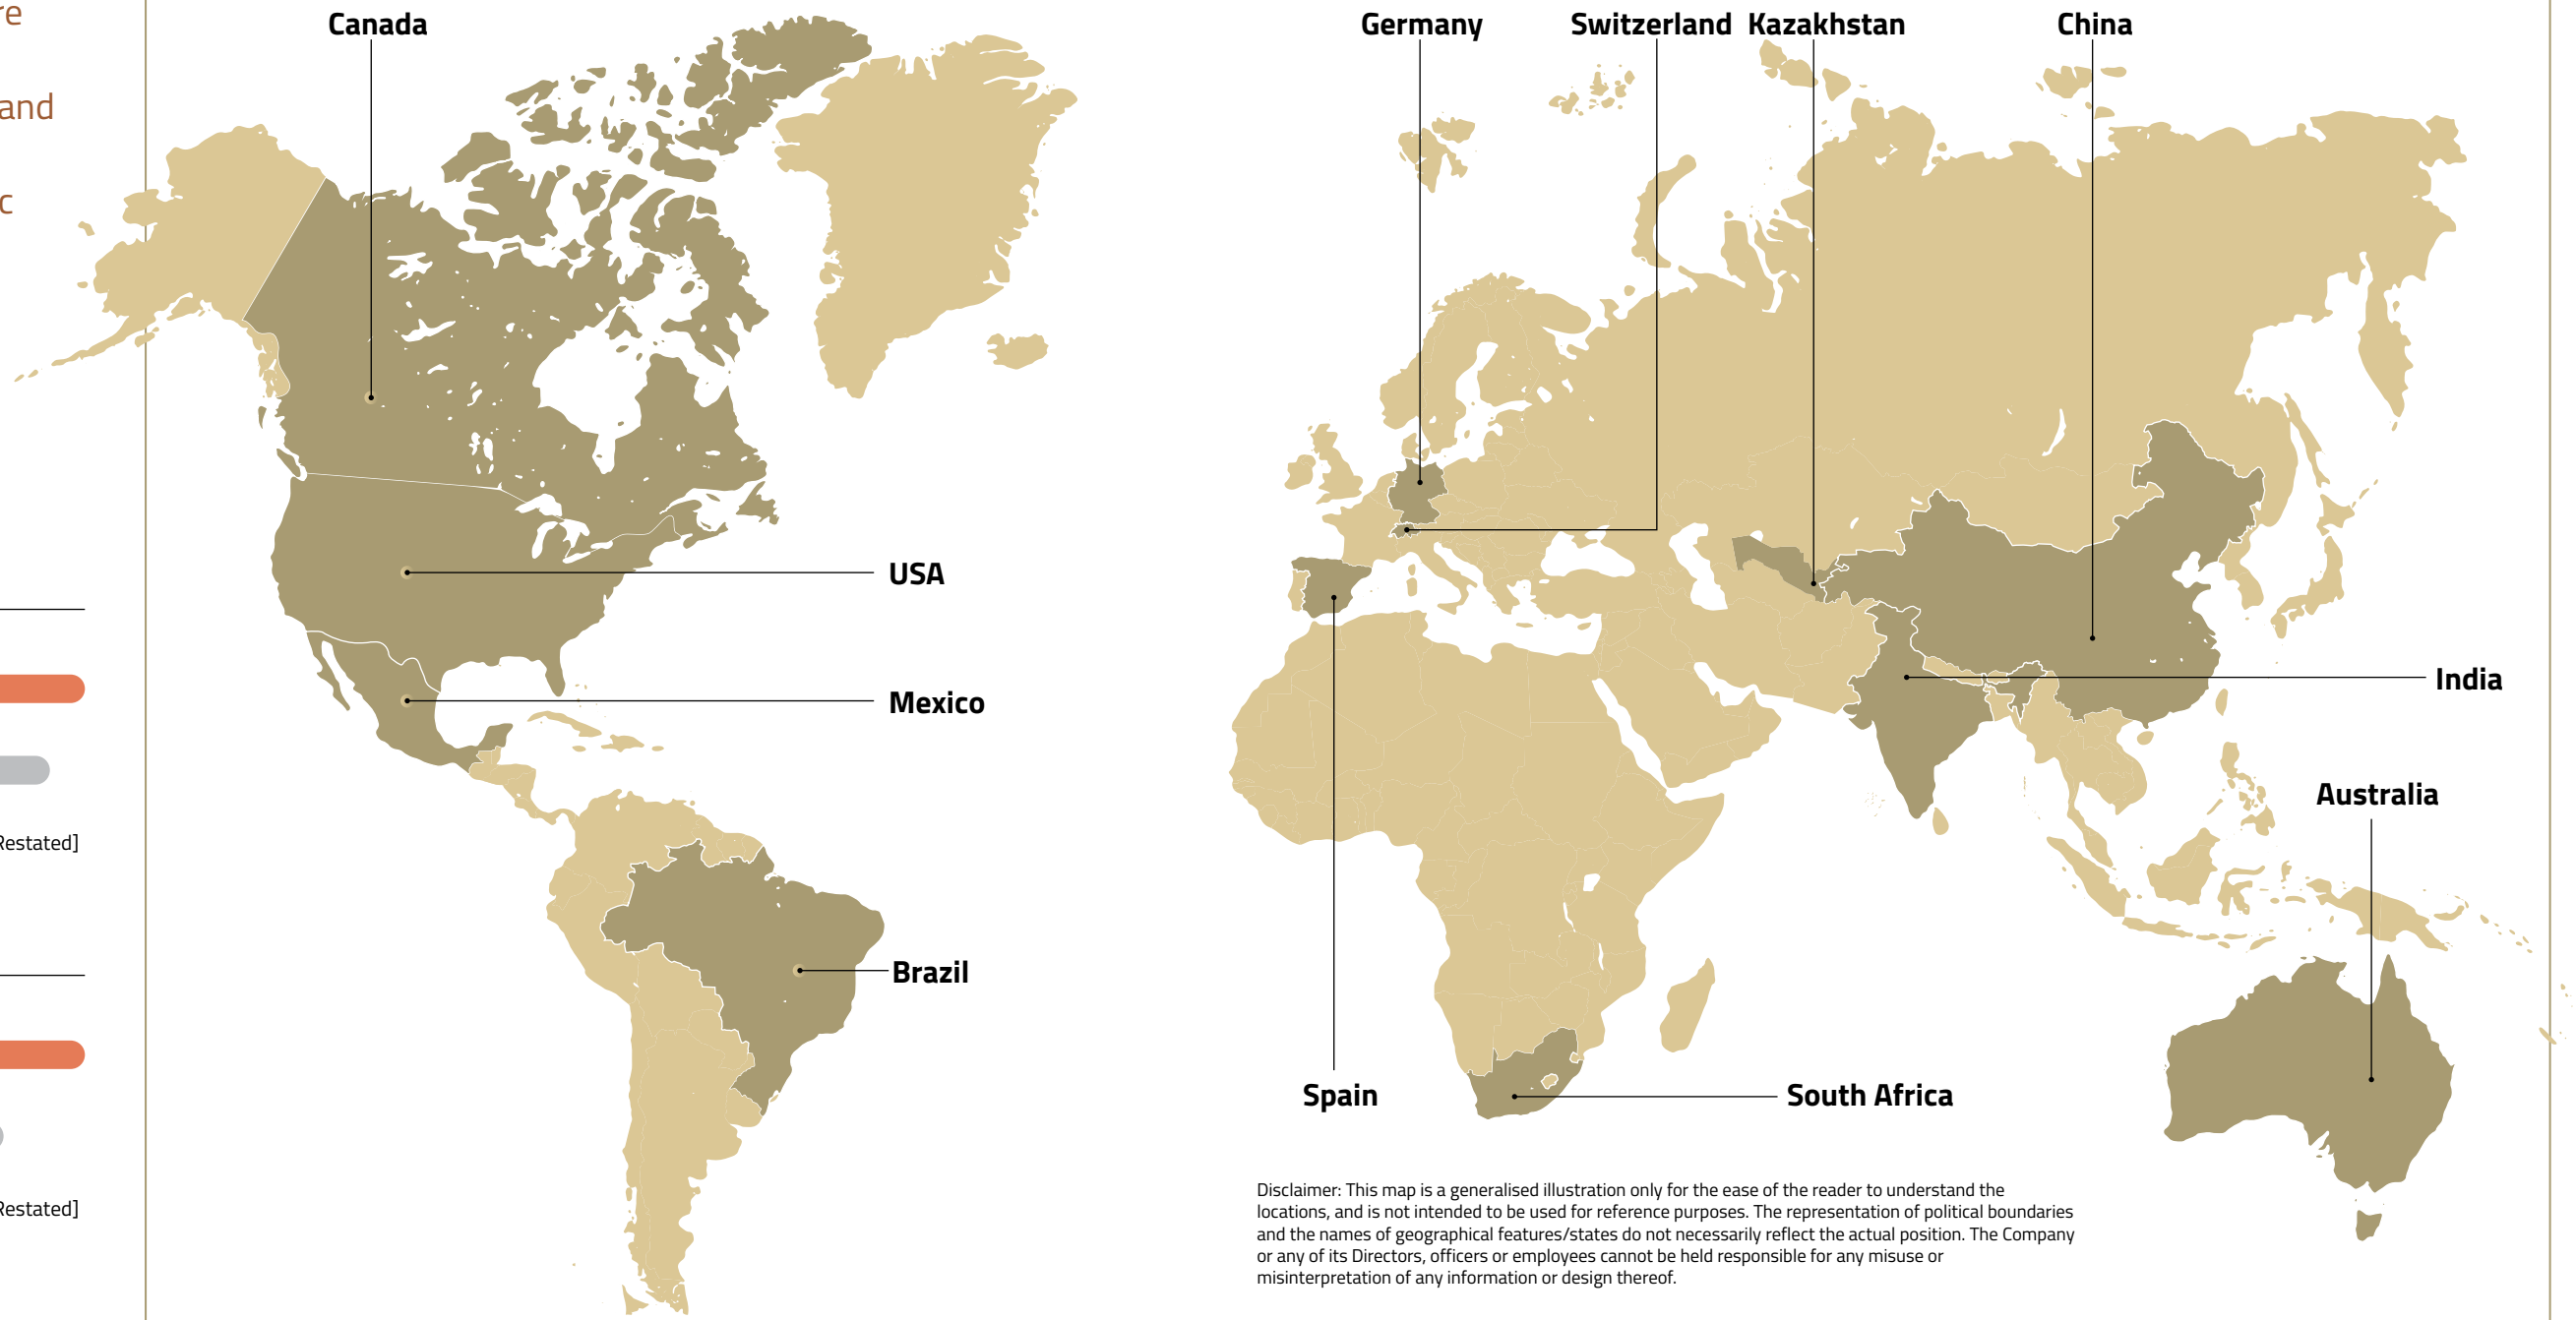 re
and
c
Restated]
Restated]
Canada
Germany
Switzerland
Kazakhstan
China
USA
Mexico
India
Australia
Brazil
Spain
South Africa
Disclaimer: This map is a generalised illustration only for the ease of the reader to understand the
locations, and is not intended to be used for reference purposes. The representation of political boundaries
and the names of geographical features/states do not necessarily reflect the actual position. The Company
or any of its Directors, officers or employees cannot be held responsible for any misuse or
misinterpretation of any information or design thereof.